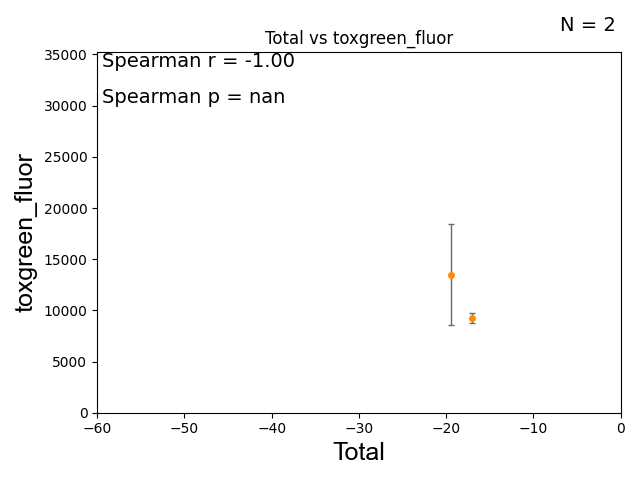 N = 2
Total vs toxgreen_fluor
Spearman r = -1.00
Spearman p = nan
35000
30000
25000
20000
15000
10000
5000
0
toxgreen_fluor
−60 −50 −40 −30 −20 −10 0
Total